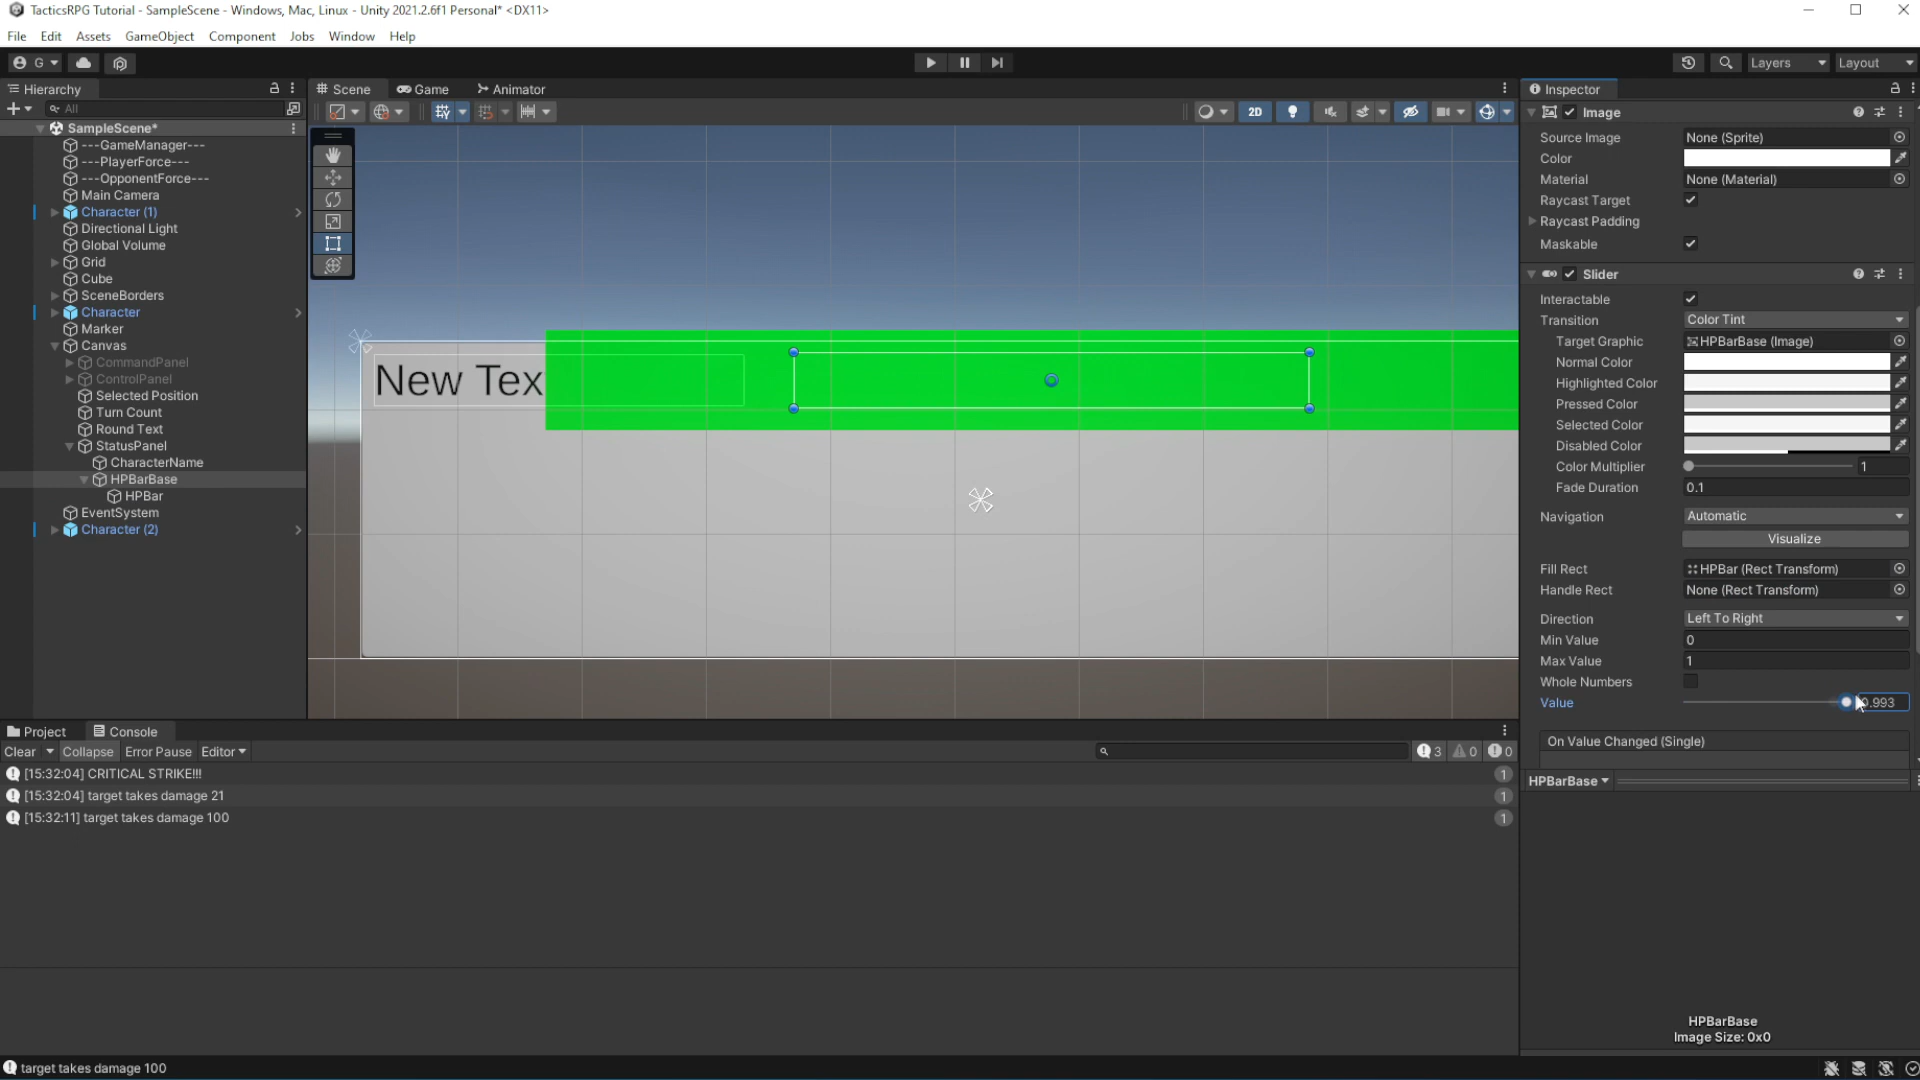 TacticsRPG Tutorial - SampleScene - Windows, Mac, Linux - Unity 2021.2.6f1 Personal* <DX11>
File Edit Assets GameObject Component Jobs Window Help
G Layers Layout
Hierarchy
All
SampleScene*
---GameManager---
---PlayerForce---
---OpponentForce---
Main Camera
Character (1)
Directional Light
Global Volume
Grid
Cube
SceneBorders
Character
Marker
Canvas
CommandPanel
ControlPanel
Selected Position
Turn Count
Round Text
StatusPanel
CharacterName
HPBarBase
HPBar
EventSystem
Character (2)
Scene Game Animator
2D
New Tex
Inspector
Image
Source Image None (Sprite)
Color
Material None (Material)
Raycast Target
Raycast Padding
Maskable
Slider
Interactable
Transition Color Tint
Target Graphic HPBarBase (Image)
Normal Color
Highlighted Color
Pressed Color
Selected Color
Disabled Color
Color Multiplier 1
Fade Duration 0.1
Navigation Automatic
Visualize
Fill Rect HPBar (Rect Transform)
Handle Rect None (Rect Transform)
Direction Left To Right
Min Value 0
Max Value 1
Whole Numbers
Value 0.993
On Value Changed (Single)
HPBarBase
HPBarBase
Image Size: 0x0
Project Console
Clear Collapse Error Pause Editor 3 0 0
[15:32:04] CRITICAL STRIKE!!! 1
[15:32:04] target takes damage 21 1
[15:32:11] target takes damage 100 1
target takes damage 100